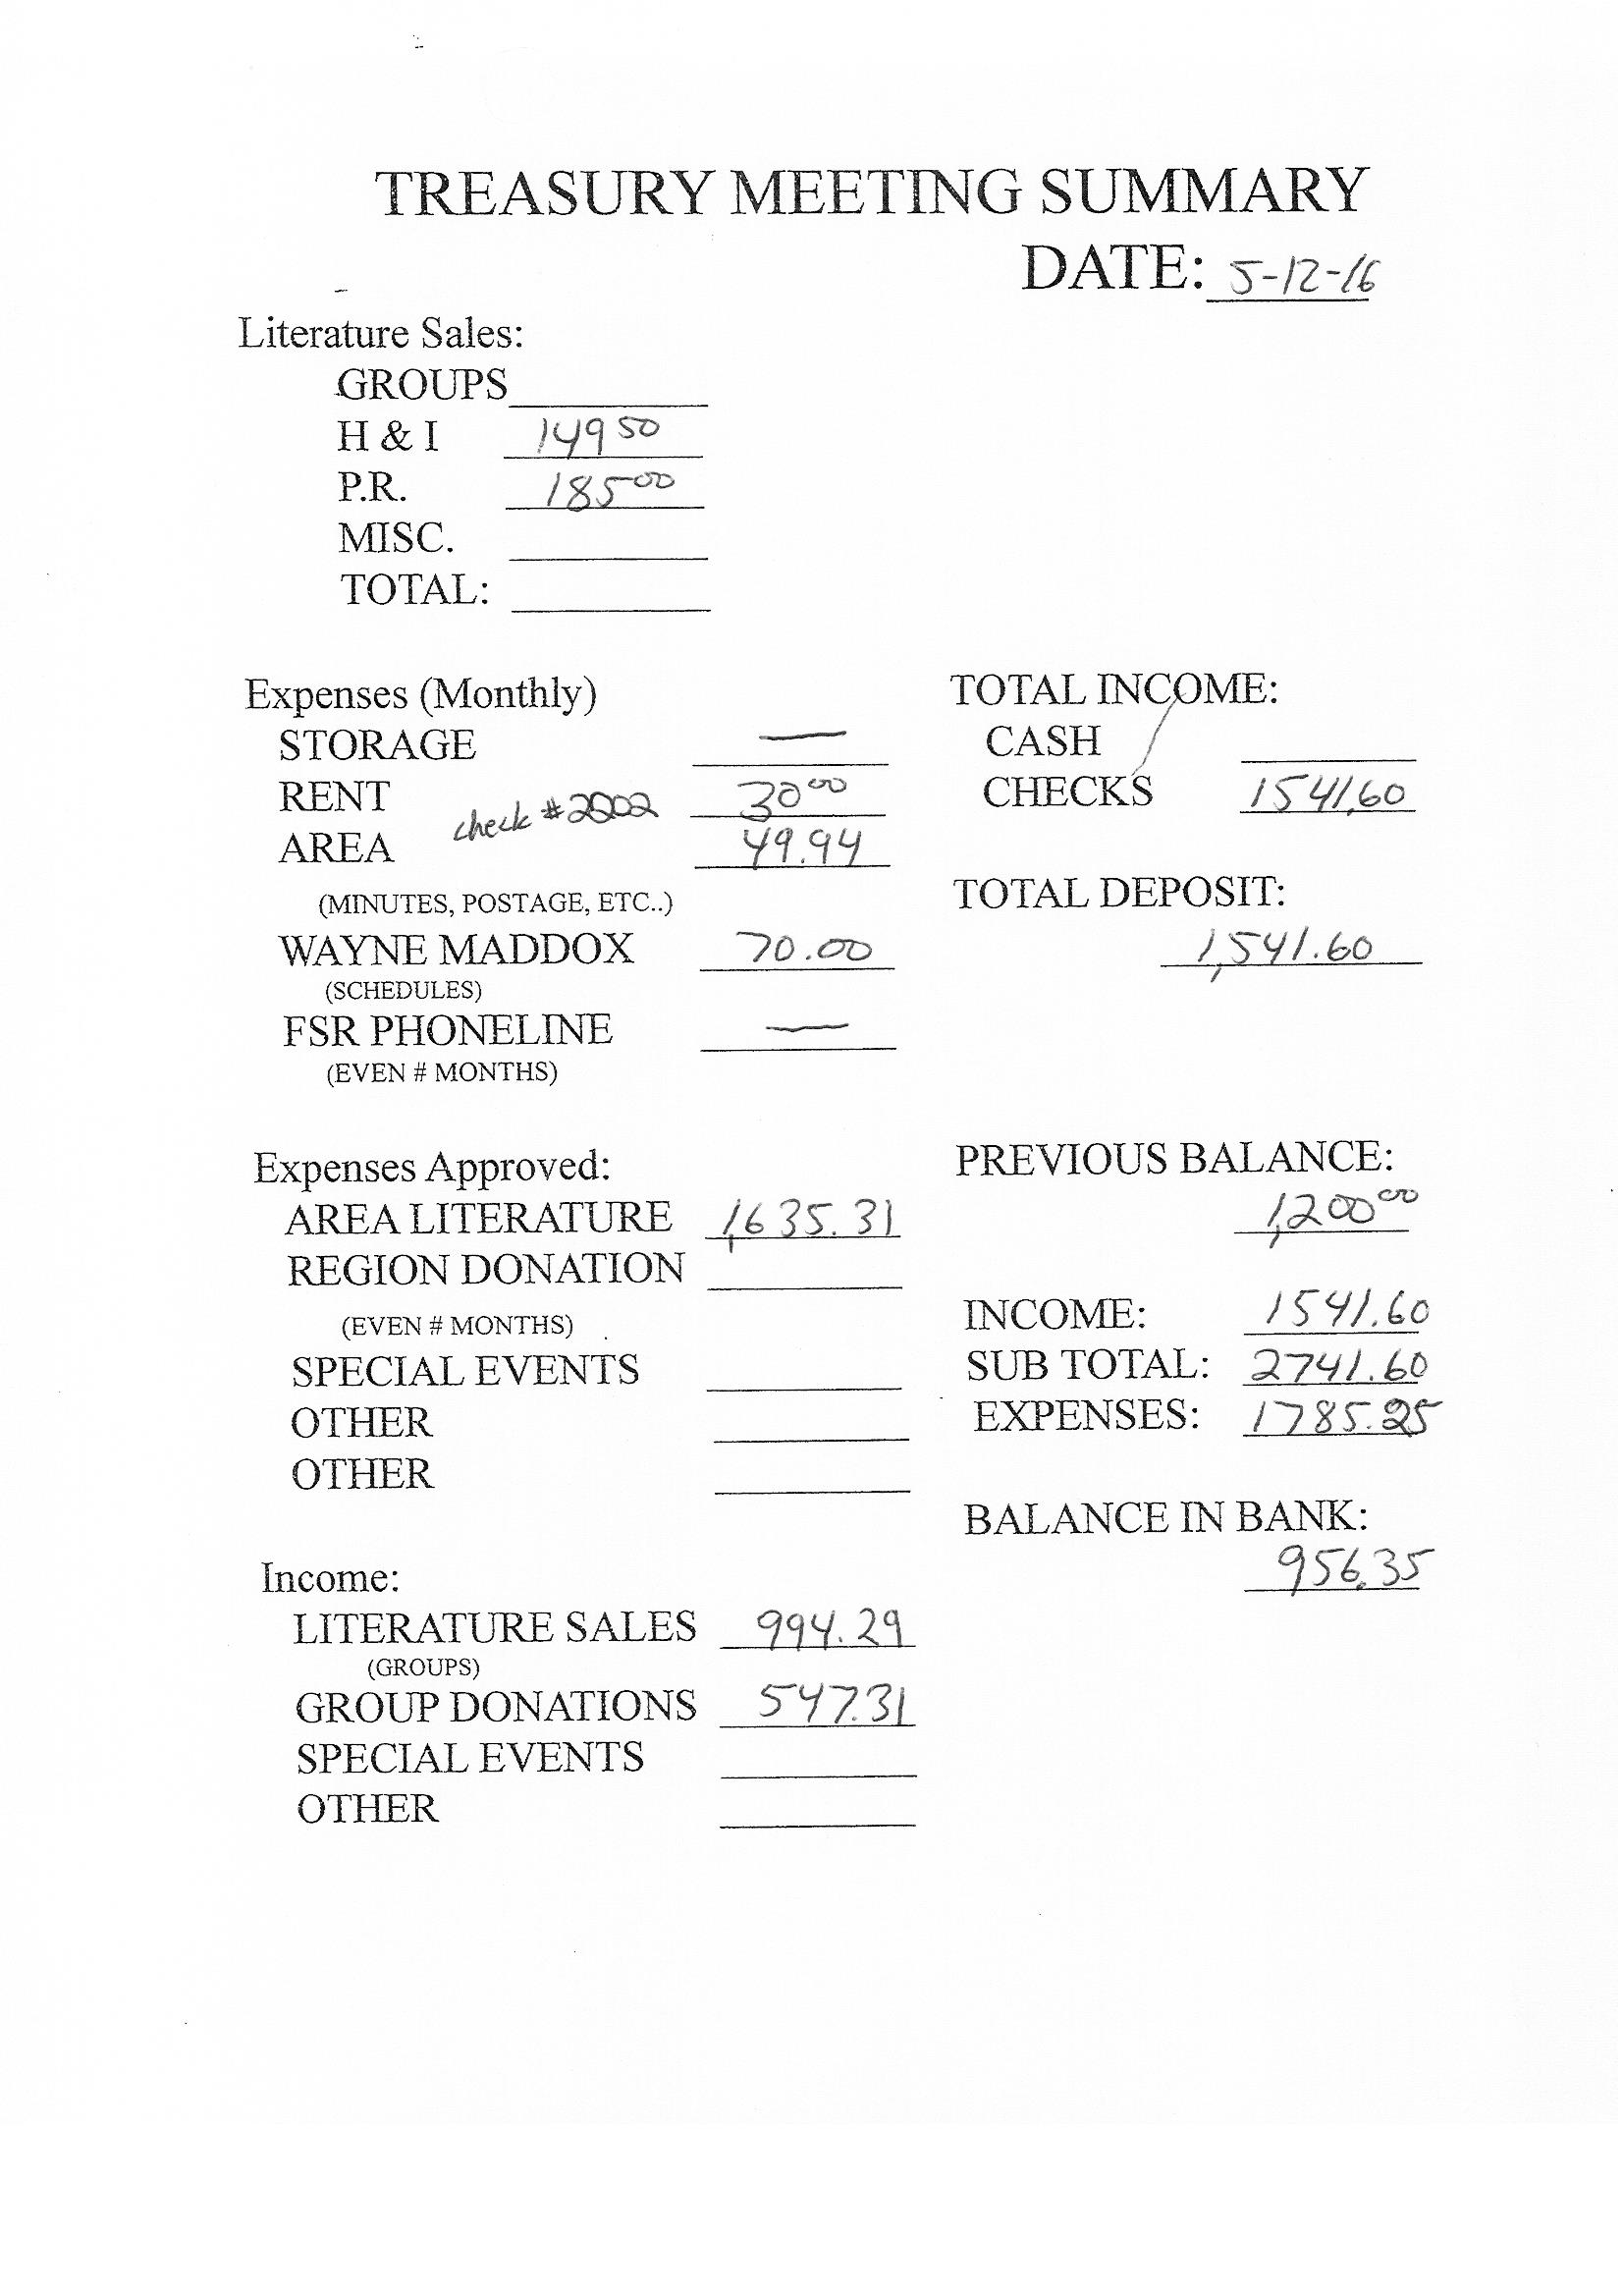 TREASURY MEETING SUMMARY
DATE: 5-12-16
Literature Sales:
GROUPS
H & I 149 50
P.R. 185 00
MISC.
TOTAL:
Expenses (Monthly)
STORAGE —
RENT 30 00
check #2002
AREA 49.94
(MINUTES, POSTAGE, ETC..)
WAYNE MADDOX 70.00
(SCHEDULES)
FSR PHONELINE —
(EVEN # MONTHS)
Expenses Approved:
AREA LITERATURE 1,635.31
REGION DONATION
(EVEN # MONTHS)
SPECIAL EVENTS
OTHER
OTHER
Income:
LITERATURE SALES 994.29
(GROUPS)
GROUP DONATIONS 547.31
SPECIAL EVENTS
OTHER
TOTAL INCOME:
CASH
CHECKS 1541.60
TOTAL DEPOSIT:
1,541.60
PREVIOUS BALANCE:
1,200 00
INCOME: 1541.60
SUB TOTAL: 2741.60
EXPENSES: 1785.25
BALANCE IN BANK:
956.35